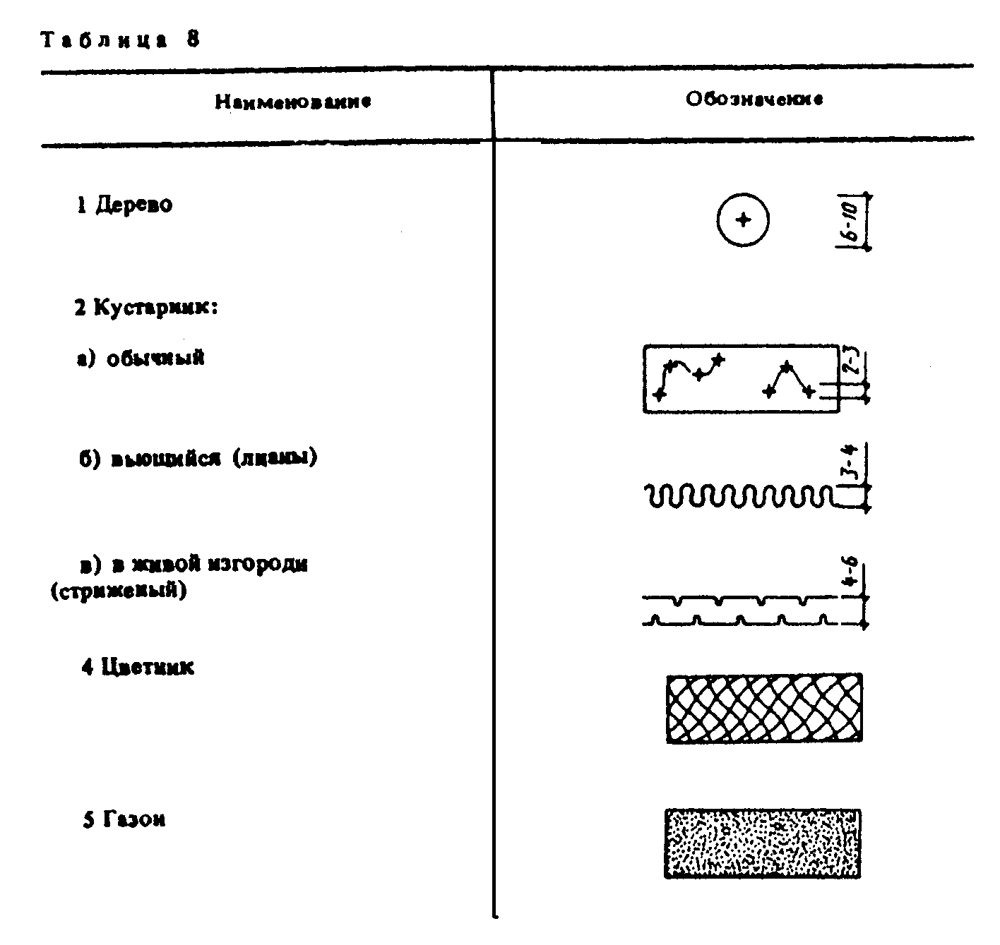 Таблица 8
Наименование Обозначение
1 Дерево 6-10
2 Кустарник:
а) обычный 2-3
б) вьющийся (лианы) 3-4
в) в живой изгороди 4-6
(стриженый)
4 Цветник
5 Газон